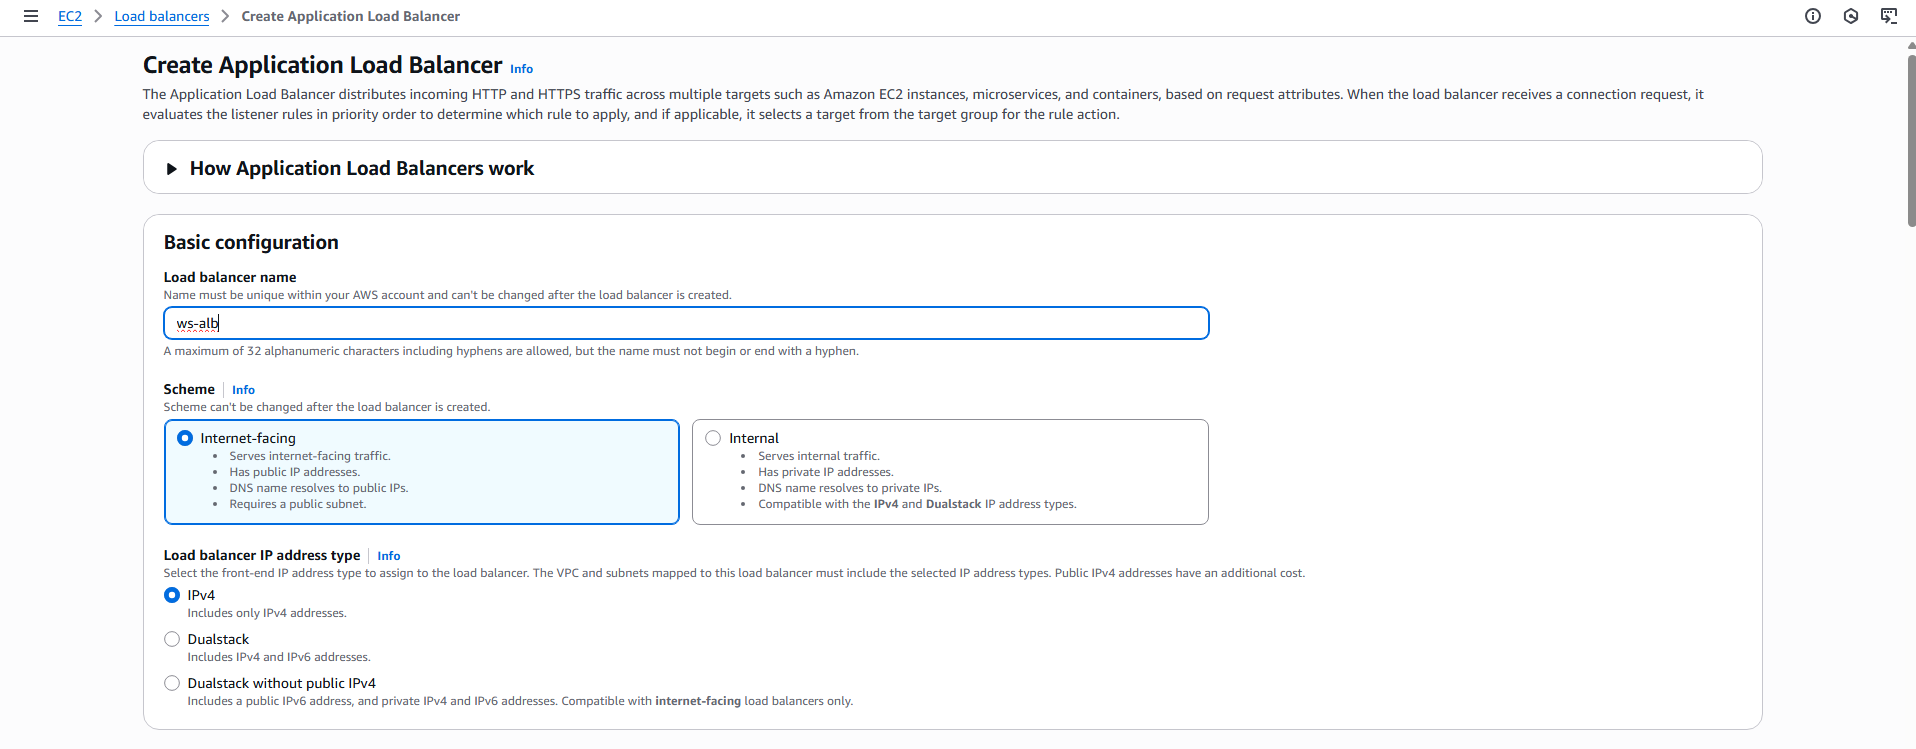 EC2 > Load balancers > Create Application Load Balancer
Create Application Load Balancer Info
The Application Load Balancer distributes incoming HTTP and HTTPS traffic across multiple targets such as Amazon EC2 instances, microservices, and containers, based on request attributes. When the load balancer receives a connection request, it
evaluates the listener rules in priority order to determine which rule to apply, and if applicable, it selects a target from the target group for the rule action.
How Application Load Balancers work
Basic configuration
Load balancer name
Name must be unique within your AWS account and can't be changed after the load balancer is created.
ws-alb
A maximum of 32 alphanumeric characters including hyphens are allowed, but the name must not begin or end with a hyphen.
Scheme Info
Scheme can't be changed after the load balancer is created.
Internet-facing
• Serves internet-facing traffic.
• Has public IP addresses.
• DNS name resolves to public IPs.
• Requires a public subnet.
Internal
• Serves internal traffic.
• Has private IP addresses.
• DNS name resolves to private IPs.
• Compatible with the IPv4 and Dualstack IP address types.
Load balancer IP address type Info
Select the front-end IP address type to assign to the load balancer. The VPC and subnets mapped to this load balancer must include the selected IP address types. Public IPv4 addresses have an additional cost.
IPv4
Includes only IPv4 addresses.
Dualstack
Includes IPv4 and IPv6 addresses.
Dualstack without public IPv4
Includes a public IPv6 address, and private IPv4 and IPv6 addresses. Compatible with internet-facing load balancers only.